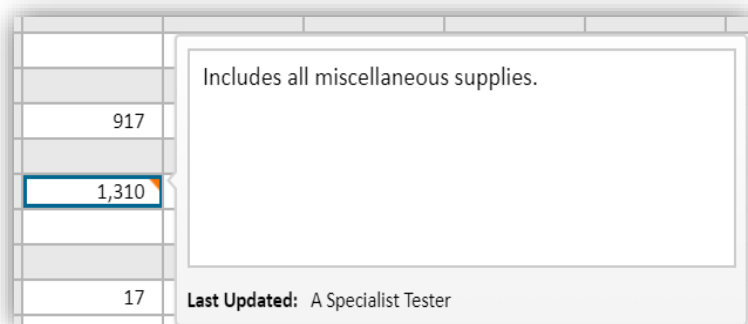 Includes all miscellaneous supplies.
917
1,310
17
Last Updated: A Specialist Tester